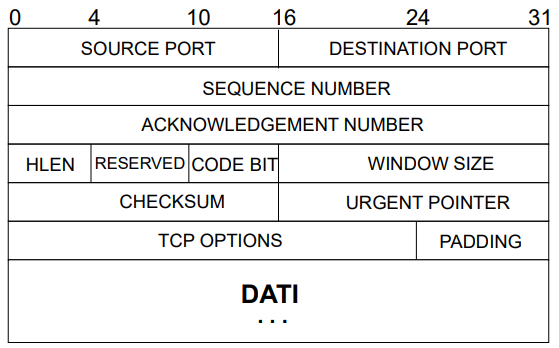 0 4 10 16 24 31
SOURCE PORT DESTINATION PORT
SEQUENCE NUMBER
ACKNOWLEDGEMENT NUMBER
HLEN RESERVED CODE BIT WINDOW SIZE
CHECKSUM URGENT POINTER
TCP OPTIONS PADDING
DATI
...